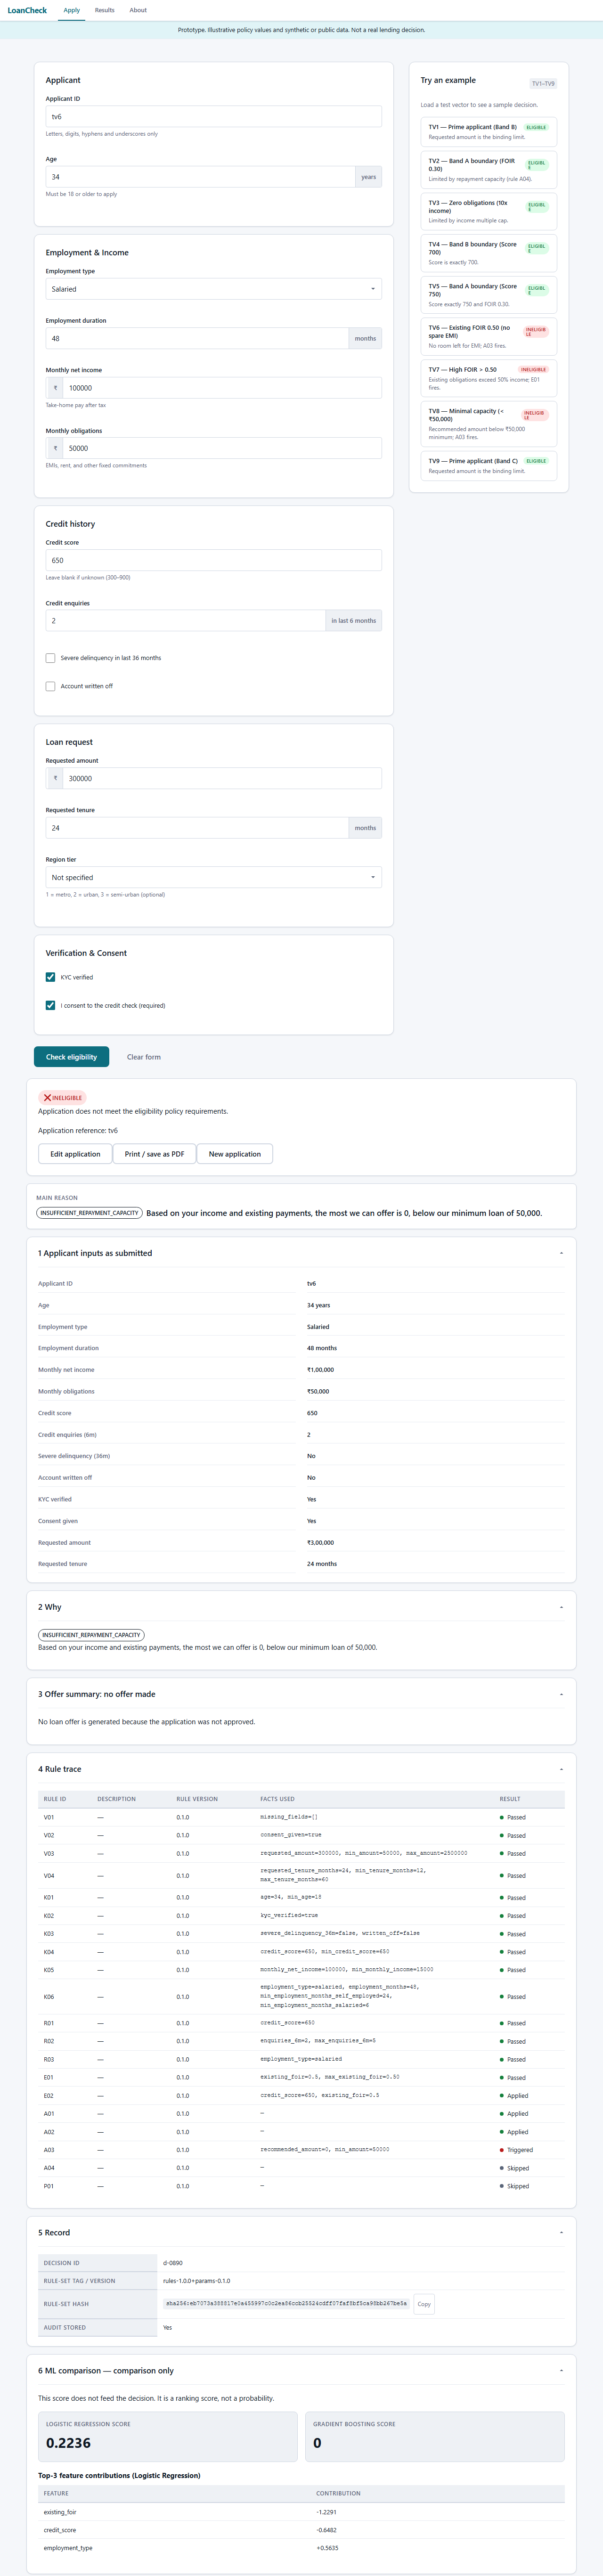 LoanCheck Apply Results About
Prototype. Illustrative policy values and synthetic or public data. Not a real lending decision.
Applicant
Applicant ID
tv6
Letters, digits, hyphens and underscores only
Age
34 years
Must be 18 or older to apply
Employment & Income
Employment type
Salaried
Employment duration
48 months
Monthly net income
₹ 100000
Take-home pay after tax
Monthly obligations
₹ 50000
EMIs, rent, and other fixed commitments
Credit history
Credit score
650
Leave blank if unknown (300–900)
Credit enquiries
2 in last 6 months
Severe delinquency in last 36 months
Account written off
Loan request
Requested amount
₹ 300000
Requested tenure
24 months
Region tier
Not specified
1 = metro, 2 = urban, 3 = semi-urban (optional)
Verification & Consent
KYC verified
I consent to the credit check (required)
Check eligibility Clear form
Try an example TV1–TV9
Load a test vector to see a sample decision.
TV1 — Prime applicant (Band B) ELIGIBLE
Requested amount is the binding limit.
TV2 — Band A boundary (FOIR
0.30)
ELIGIBL
E
Limited by repayment capacity (rule A04).
TV3 — Zero obligations (10x
income)
ELIGIBL
E
Limited by income multiple cap.
TV4 — Band B boundary (Score
700)
ELIGIBL
E
Score is exactly 700.
TV5 — Band A boundary (Score
750)
ELIGIBL
E
Score exactly 750 and FOIR 0.30.
TV6 — Existing FOIR 0.50 (no
spare EMI)
INELIGIB
LE
No room left for EMI; A03 fires.
TV7 — High FOIR > 0.50 INELIGIBLE
Existing obligations exceed 50% income; E01
fires.
TV8 — Minimal capacity (<
₹50,000)
INELIGIB
LE
Recommended amount below ₹50,000
minimum; A03 fires.
TV9 — Prime applicant (Band C) ELIGIBLE
Requested amount is the binding limit.
INELIGIBLE
Application does not meet the eligibility policy requirements.
Application reference: tv6
Edit application Print / save as PDF New application
MAIN REASON
INSUFFICIENT_REPAYMENT_CAPACITY Based on your income and existing payments, the most we can offer is 0, below our minimum loan of 50,000.
1 Applicant inputs as submitted
Applicant ID tv6
Age 34 years
Employment type Salaried
Employment duration 48 months
Monthly net income ₹1,00,000
Monthly obligations ₹50,000
Credit score 650
Credit enquiries (6m) 2
Severe delinquency (36m) No
Account written off No
KYC verified Yes
Consent given Yes
Requested amount ₹3,00,000
Requested tenure 24 months
2 Why
INSUFFICIENT_REPAYMENT_CAPACITY
Based on your income and existing payments, the most we can offer is 0, below our minimum loan of 50,000.
3 Offer summary: no offer made
No loan offer is generated because the application was not approved.
4 Rule trace
RULE ID DESCRIPTION RULE VERSION FACTS USED RESULT
V01 — 0.1.0 missing_fields=[] Passed
V02 — 0.1.0 consent_given=true Passed
V03 — 0.1.0 requested_amount=300000, min_amount=50000, max_amount=2500000 Passed
V04 — 0.1.0 requested_tenure_months=24, min_tenure_months=12,
max_tenure_months=60 Passed
K01 — 0.1.0 age=34, min_age=18 Passed
K02 — 0.1.0 kyc_verified=true Passed
K03 — 0.1.0 severe_delinquency_36m=false, written_off=false Passed
K04 — 0.1.0 credit_score=650, min_credit_score=650 Passed
K05 — 0.1.0 monthly_net_income=100000, min_monthly_income=15000 Passed
K06 — 0.1.0 employment_type=salaried, employment_months=48,
min_employment_months_self_employed=24,
min_employment_months_salaried=6 Passed
R01 — 0.1.0 credit_score=650 Passed
R02 — 0.1.0 enquiries_6m=2, max_enquiries_6m=5 Passed
R03 — 0.1.0 employment_type=salaried Passed
E01 — 0.1.0 existing_foir=0.5, max_existing_foir=0.50 Passed
E02 — 0.1.0 credit_score=650, existing_foir=0.5 Applied
A01 — 0.1.0 — Applied
A02 — 0.1.0 — Applied
A03 — 0.1.0 recommended_amount=0, min_amount=50000 Triggered
A04 — 0.1.0 — Skipped
P01 — 0.1.0 — Skipped
5 Record
DECISION ID d-0890
RULE-SET TAG / VERSION rules-1.0.0+params-0.1.0
RULE-SET HASH Copy
AUDIT STORED Yes
6 ML comparison — comparison only
This score does not feed the decision. It is a ranking score, not a probability.
LOGISTIC REGRESSION SCORE
0.2236
GRADIENT BOOSTING SCORE
0
Top-3 feature contributions (Logistic Regression)
FEATURE CONTRIBUTION
existing_foir -1.2291
credit_score -0.6482
employment_type +0.5635